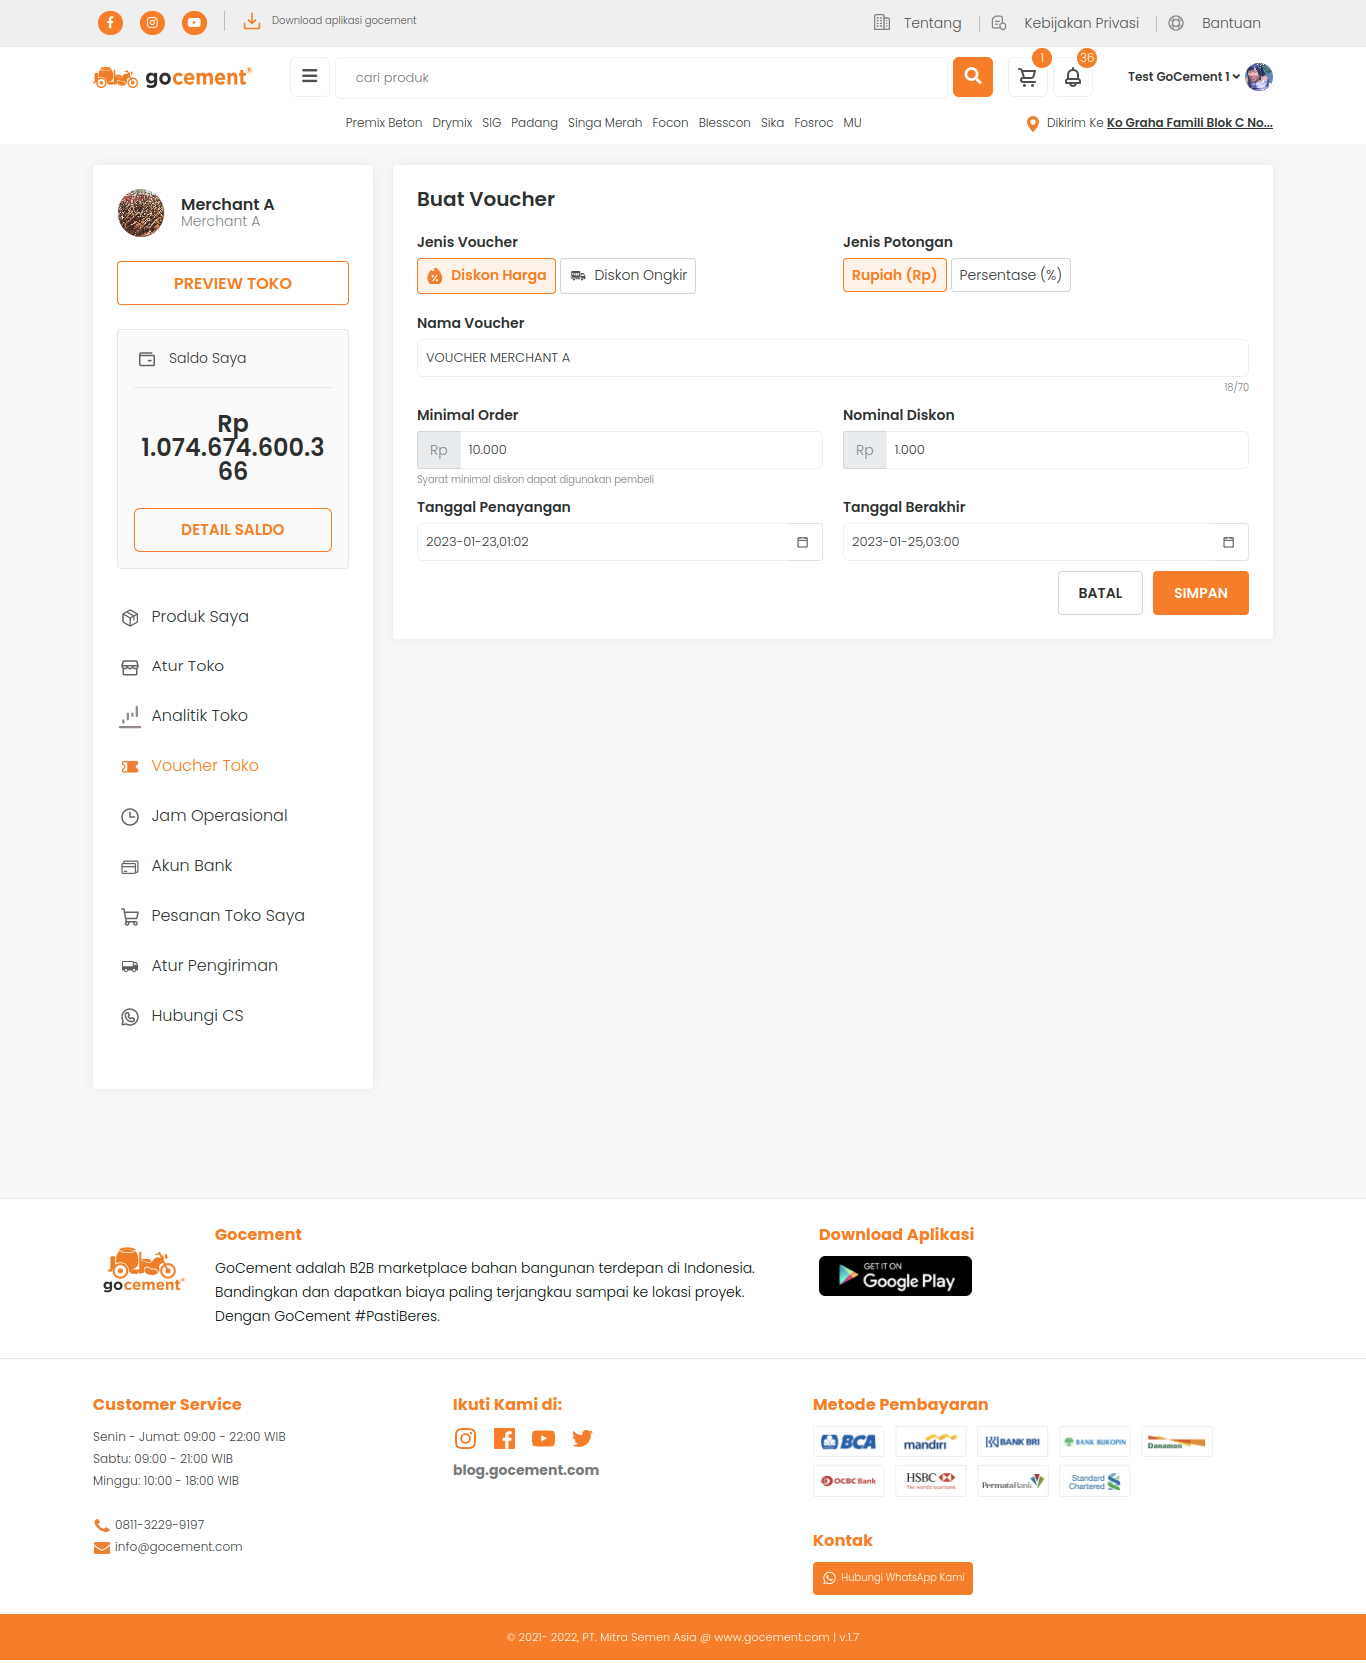 Download aplikasi gocement
Tentang
Kebijakan Privasi
Bantuan
gocement®
cari produk
1
36
Test GoCement 1
Premix Beton Drymix SIG Padang Singa Merah Focon Blesscon Sika Fosroc MU
Dikirim Ke Ko Graha Famili Blok C No...
Merchant A
Merchant A
PREVIEW TOKO
Saldo Saya
Rp
1.074.674.600.3
66
DETAIL SALDO
Produk Saya
Atur Toko
Analitik Toko
Voucher Toko
Jam Operasional
Akun Bank
Pesanan Toko Saya
Atur Pengiriman
Hubungi CS
Buat Voucher
Jenis Voucher
Diskon Harga
Diskon Ongkir
Jenis Potongan
Rupiah (Rp)
Persentase (%)
Nama Voucher
VOUCHER MERCHANT A
18/70
Minimal Order
Rp 10.000
Syarat minimal diskon dapat digunakan pembeli
Nominal Diskon
Rp 1.000
Tanggal Penayangan
2023-01-23,01:02
Tanggal Berakhir
2023-01-25,03:00
BATAL
SIMPAN
gocement®
Gocement
GoCement adalah B2B marketplace bahan bangunan terdepan di Indonesia.
Bandingkan dan dapatkan biaya paling terjangkau sampai ke lokasi proyek.
Dengan GoCement #PastiBeres.
Download Aplikasi
GET IT ON
Google Play
Customer Service
Senin - Jumat: 09:00 - 22:00 WIB
Sabtu: 09:00 - 21:00 WIB
Minggu: 10:00 - 18:00 WIB
0811-3229-9197
info@gocement.com
Ikuti Kami di:
blog.gocement.com
Metode Pembayaran
BCA
mandiri
BANK BRI
BANK BUKOPIN
Danamon
OCBC Bank
HSBC
The world's local bank
PermataBank
Standard
Chartered
Kontak
Hubungi WhatsApp Kami
© 2021- 2022, PT. Mitra Semen Asia @ www.gocement.com | v.1.7